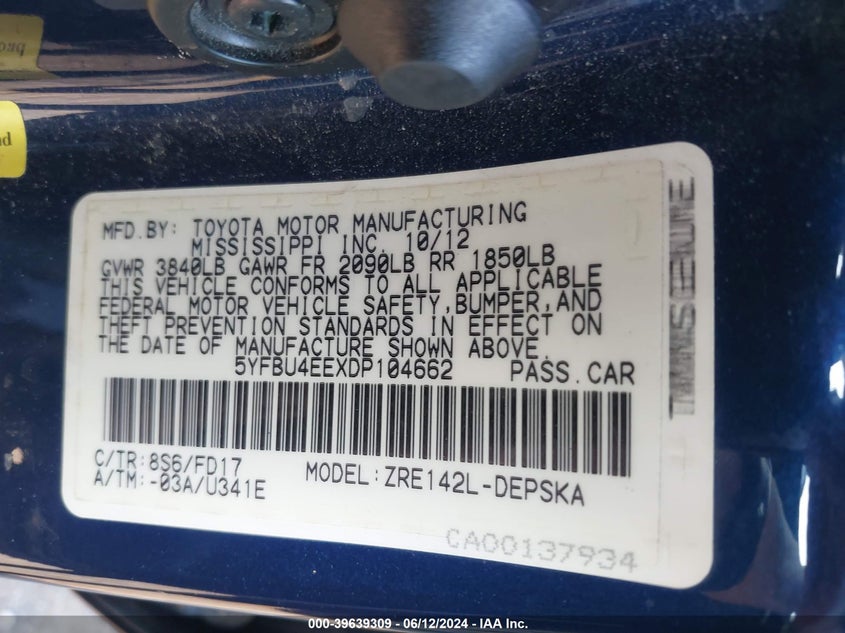 MFD.BY: TOYOTA MOTOR MANUFACTURING
MISSISSIPPI INC. 10/12
GVWR 3840LB GAWR FR 2090LB RR 1850LB
THIS VEHICLE CONFORMS TO ALL APPLICABLE
FEDERAL MOTOR VEHICLE SAFETY,BUMPER,AND
THEFT PREVENTION STANDARDS IN EFFECT ON
THE DATE OF MANUFACTURE SHOWN ABOVE.
5YFBU4EEXDP104662 PASS.CAR
C/TR:8S6/FD17 MODEL:ZRE142L-DEPSKA
A/TM:-03A/U341E
CA00137934
000-39639309 - 06/12/2024 - IAA Inc.